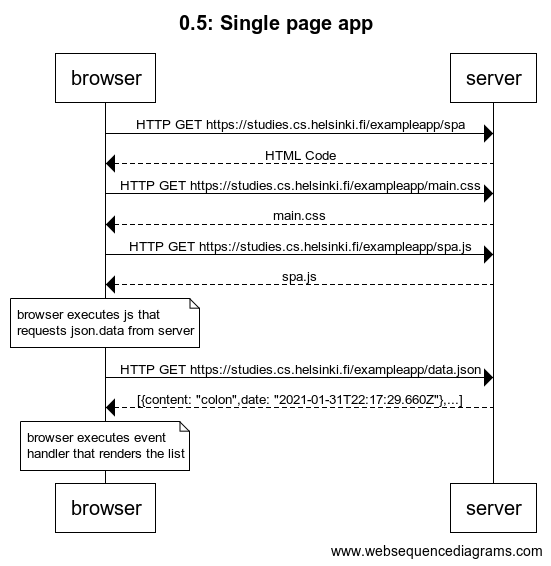 0.5: Single page app
browser
server
HTTP GET https://studies.cs.helsinki.fi/exampleapp/spa
HTML Code
HTTP GET https://studies.cs.helsinki.fi/exampleapp/main.css
main.css
HTTP GET https://studies.cs.helsinki.fi/exampleapp/spa.js
spa.js
browser executes js that
requests json.data from server
HTTP GET https://studies.cs.helsinki.fi/exampleapp/data.json
[{content: "colon",date: "2021-01-31T22:17:29.660Z"},...]
browser executes event
handler that renders the list
browser
server
www.websequencediagrams.com